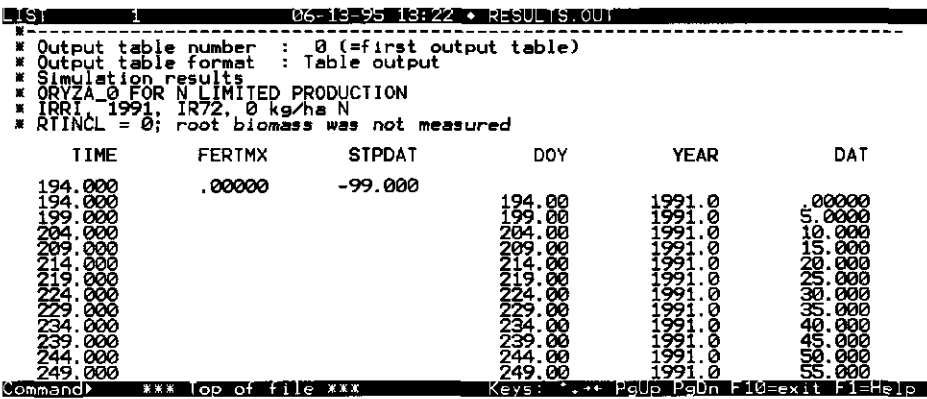 LIST 1 06-13-95 13:22 ♦ RESULTS.OUT
*--------------------------------------------------------------------------
* Output table number : 0 (=first output table)
* Output table format : Table output
* Simulation results
* ORYZA_0 FOR N LIMITED PRODUCTION
* IRRI, 1991, IR72, 0 kg/ha N
* RTINCL = 0; root biomass was not measured
TIME FERTMX STPDAT DOY YEAR DAT
194.000 .00000 -99.000
194.000 194.00 1991.0 .00000
199.000 199.00 1991.0 5.0000
204.000 204.00 1991.0 10.000
209.000 209.00 1991.0 15.000
214.000 214.00 1991.0 20.000
219.000 219.00 1991.0 25.000
224.000 224.00 1991.0 30.000
229.000 229.00 1991.0 35.000
234.000 234.00 1991.0 40.000
239.000 239.00 1991.0 45.000
244.000 244.00 1991.0 50.000
249.000 249.00 1991.0 55.000
Command► *** Top of file *** Keys: PgUp PgDn F10=exit F1=Help